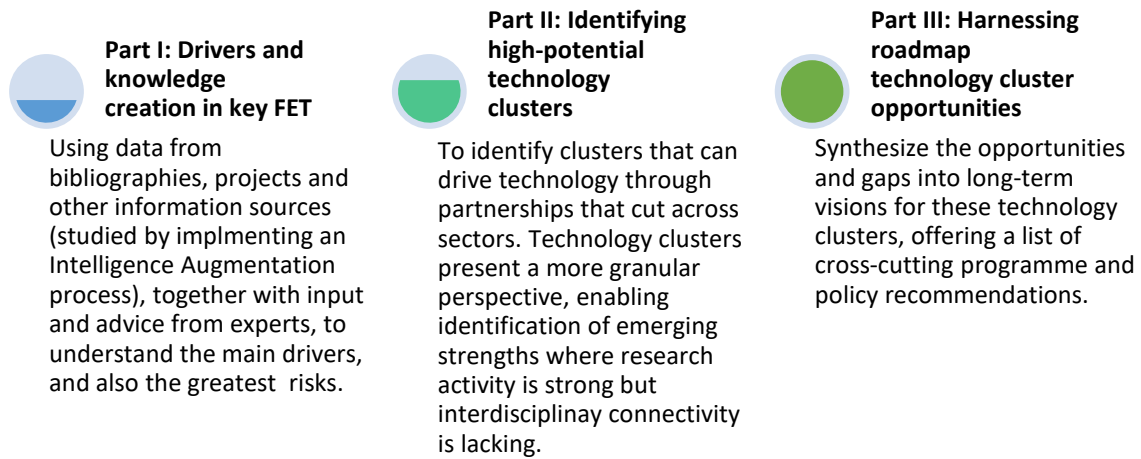 Part I: Drivers and
knowledge
creation in key FET
Using data from
bibliographies, projects and
other information sources
(studied by implmenting an
Intelligence Augmentation
process), together with input
and advice from experts, to
understand the main drivers,
and also the greatest  risks.
Part II: Identifying
high-potential
technology
clusters
To identify clusters that can
drive technology through
partnerships that cut across
sectors. Technology clusters
present a more granular
perspective, enabling
identification of emerging
strengths where research
activity is strong but
interdisciplinay connectivity
is lacking.
Part III: Harnessing
roadmap
technology cluster
opportunities
Synthesize the opportunities
and gaps into long-term
visions for these technology
clusters, offering a list of
cross-cutting programme and
policy recommendations.